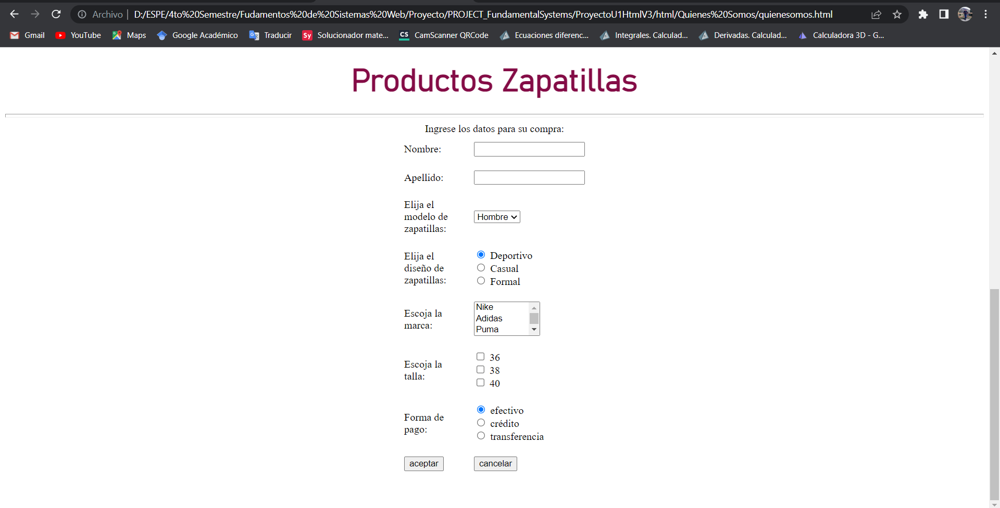 Archivo D:/ESPE/4to%20Semestre/Fudamentos%20de%20Sistemas%20Web/Proyecto/PROJECT_FundamentalSystems/ProyectoU1HtmlV3/html/Quienes%20Somos/quienesomos.html
Gmail YouTube Maps Google Académico Traducir Sy Solucionador mate... CS CamScanner QRCode Ecuaciones diferenc... Integrales. Calculad... Derivadas. Calculad... Calculadora 3D - G...
Productos Zapatillas
Ingrese los datos para su compra:
Nombre:
Apellido:
Elija el
modelo de
zapatillas:
Hombre
Elija el
diseño de
zapatillas:
Deportivo
Casual
Formal
Escoja la
marca:
Nike
Adidas
Puma
Escoja la
talla:
36
38
40
Forma de
pago:
efectivo
crédito
transferencia
aceptar cancelar